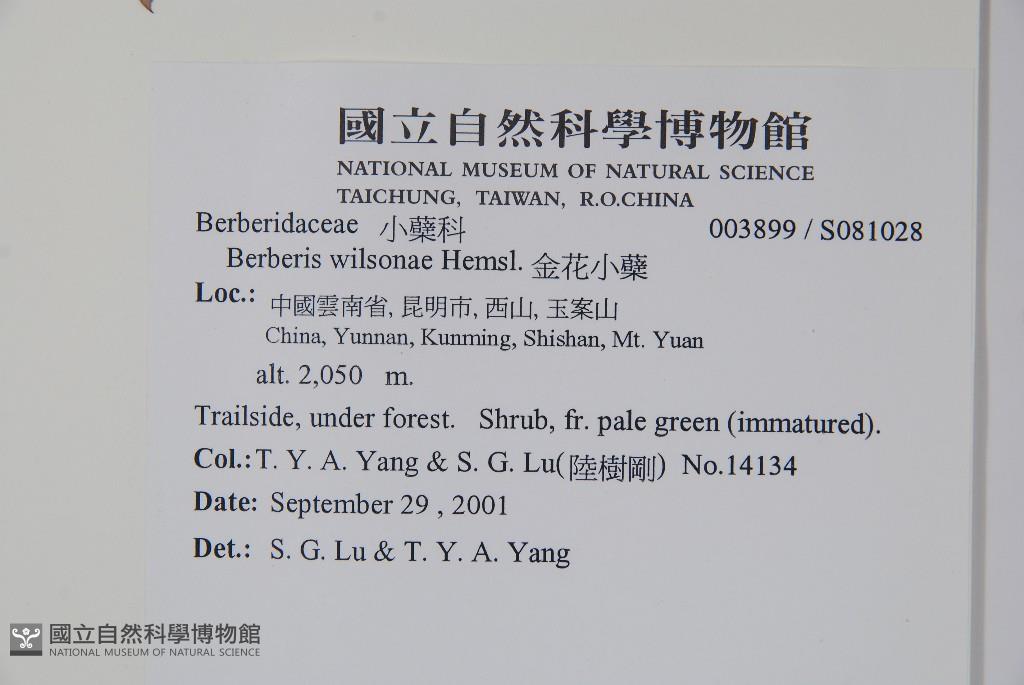 國立自然科學博物館
NATIONAL MUSEUM OF NATURAL SCIENCE
TAICHUNG, TAIWAN, R.O.CHINA
Berberidaceae 小蘗科 003899 / S081028
Berberis wilsonae Hemsl. 金花小蘗
Loc.: 中國雲南省, 昆明市, 西山, 玉案山
China, Yunnan, Kunming, Shishan, Mt. Yuan
alt. 2,050 m.
Trailside, under forest. Shrub, fr. pale green (immatured).
Col.: T. Y. A. Yang & S. G. Lu(陸樹剛) No.14134
Date: September 29 , 2001
Det.: S. G. Lu & T. Y. A. Yang
國立自然科學博物館
NATIONAL MUSEUM OF NATURAL SCIENCE